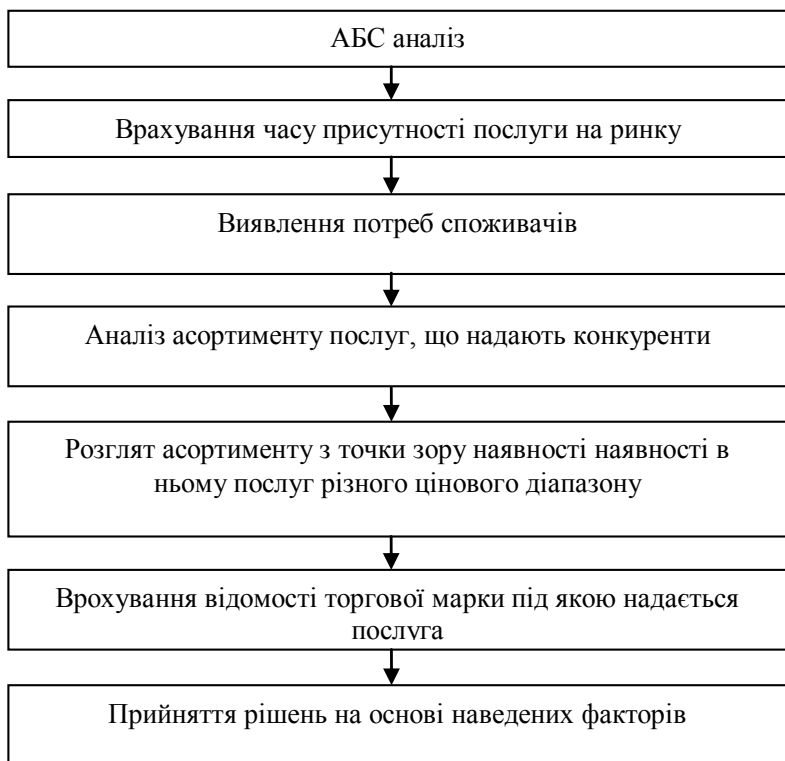 АБС аналіз
Врахування часу присутності послуги на ринку
Виявлення потреб споживачів
Аналіз асортименту послуг, що надають конкуренти
Розглят асортименту з точки зору наявності наявності в
ньому послуг різного цінового діапазону
Врохування відомості торгової марки під якою надається
послуга
Прийняття рішень на основі наведених факторів